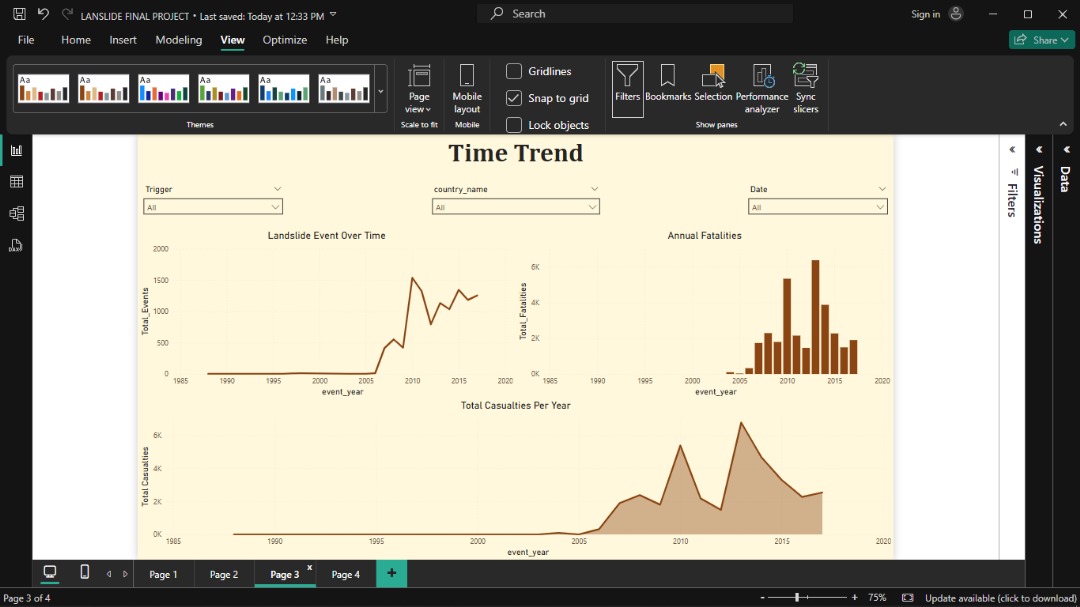 LANSLIDE FINAL PROJECT • Last saved: Today at 12:33 PM
Search
Sign in
File Home Insert Modeling View Optimize Help
Share
Aa Aa Aa Aa Aa Aa
Themes
Page view
Scale to fit
Mobile layout
Mobile
Gridlines
Snap to grid
Lock objects
Filters
Bookmarks
Selection
Performance analyzer
Sync slicers
Show panes
Time Trend
Trigger
All
country_name
All
Date
All
Landslide Event Over Time
Total_Events
2000
1500
1000
500
0
1985 1990 1995 2000 2005 2010 2015 2020
event_year
Annual Fatalities
Total_Fatalities
6K
4K
2K
0K
1985 1990 1995 2000 2005 2010 2015 2020
event_year
Total Casualties Per Year
Total Casualties
6K
4K
2K
0K
1985 1990 1995 2000 2005 2010 2015 2020
event_year
Filters
Visualizations
Data
DAX
Page 1 Page 2 Page 3 x Page 4 +
Page 3 of 4
- + 75%
Update available (click to download)